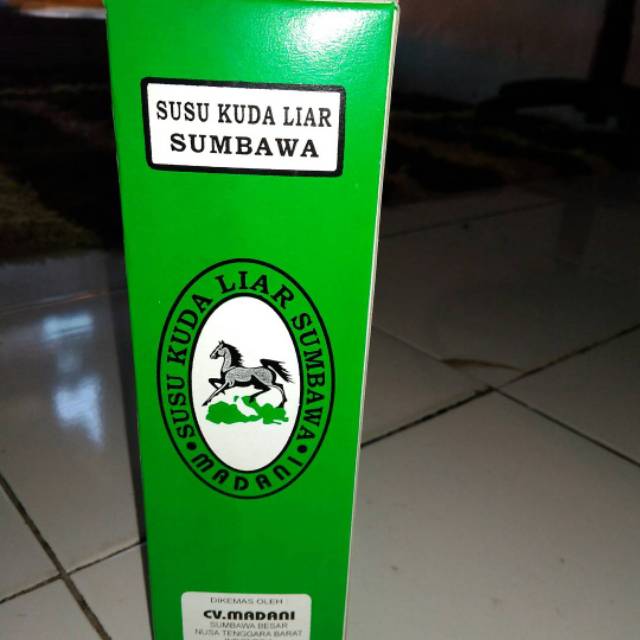 SUSU KUDA LIAR
SUMBAWA
SUSU KUDA LIAR SUMBAWA
MADANI
DIKEMAS OLEH
CV.MADANI
SUMBAWA BESAR
NUSA TENGGARA BARAT